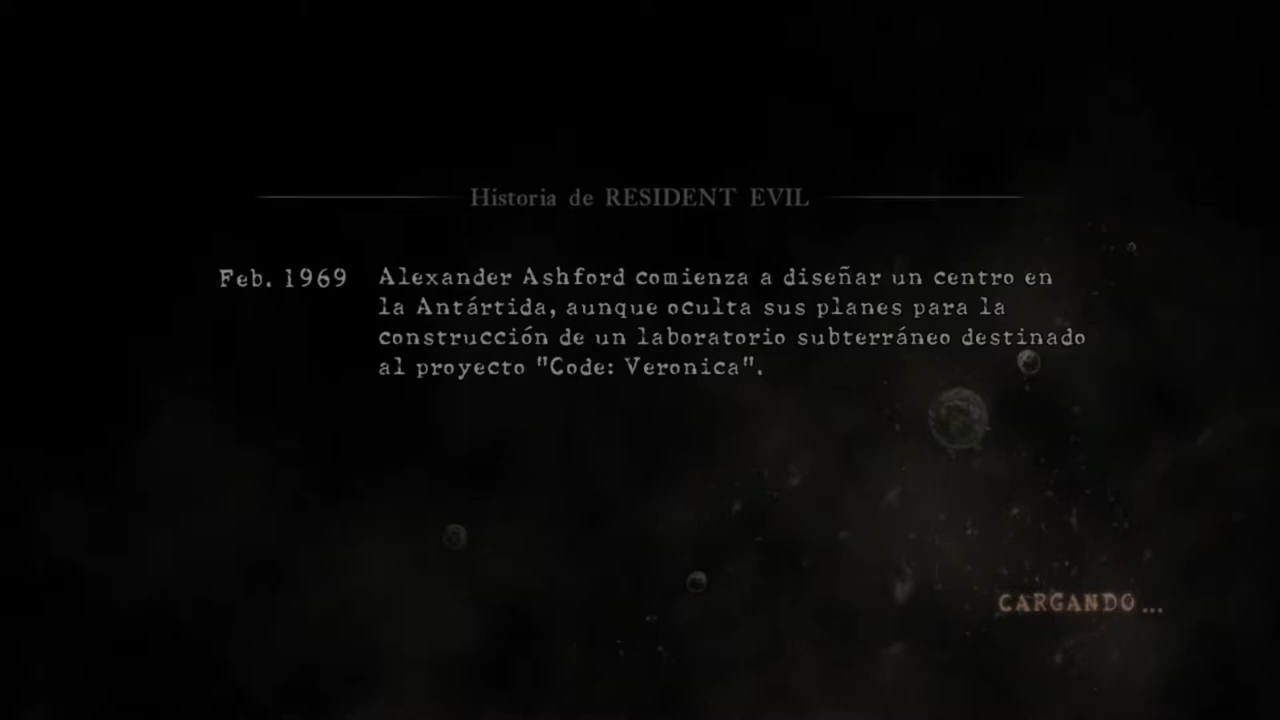 Historia de RESIDENT EVIL
Feb. 1969 Alexander Ashford comienza a diseñar un centro en
la Antártida, aunque oculta sus planes para la
construcción de un laboratorio subterráneo destinado
al proyecto "Code: Veronica".
CARGANDO...